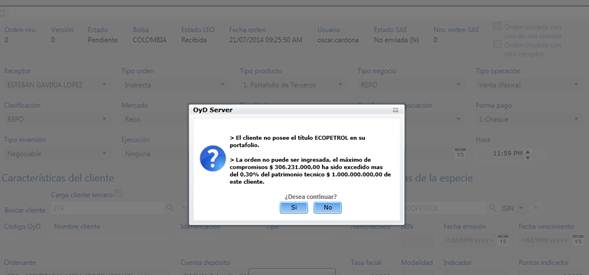 Orden nro. Versión Estado Bolsa Estado LEO Fecha orden Usuario Estado SAE Nro. orden SAE
0 0 Pendiente COLOMBIA Recibida 21/07/2014 09:25:50 AM oscar.cardona No enviada (N) 0
Receptor Tipo orden Tipo producto Tipo negocio Tipo operación
ESTEBAN GAVIRIA LOPEZ Indirecta 1. Portafolio de Terceros REPO Venta (Pasiva)
Clasificación Mercado Forma pago
REPO 1-Cheque
Tipo inversión Ejecución Hora
Negociable Ninguna 11:59 PM
OyD Server
> El cliente no posee el título ECOPETROL en su
portafolio.
> La orden no puede ser ingresada, el máximo de
compromisos $ 306.231.000,00 ha sido excedido mas
del 0,30% del patrimonio tecnico $ 1.000.000.000,00 de
este cliente.
¿Desea continuar?
Si No
Características del cliente as de la especie
Carga cliente tercero
Buscar cliente ISIN
Código OyD Nombre cliente Fecha emisión Fecha vencimiento
Ordenante Cuenta depósito Tasa facial Modalidad Indicador Puntos indicador